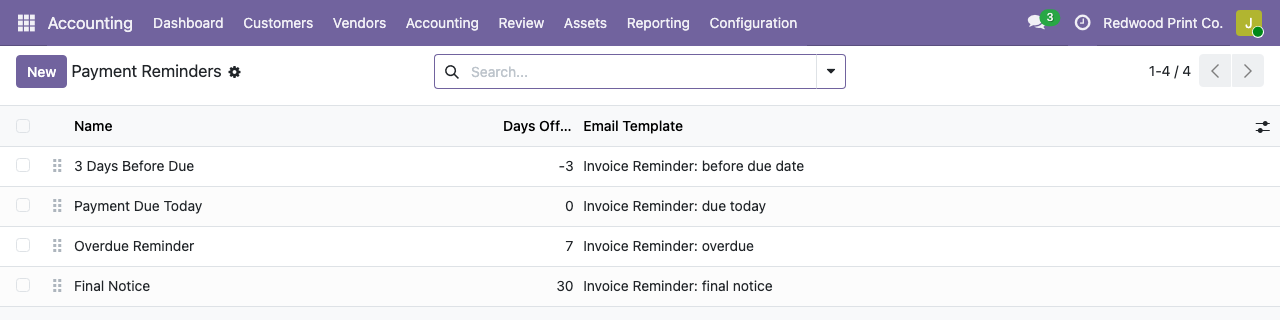 Accounting Dashboard Customers Vendors Accounting Review Assets Reporting Configuration 3 Redwood Print Co. J
New Payment Reminders Search... 1-4 / 4
Name Days Off... Email Template
3 Days Before Due -3 Invoice Reminder: before due date
Payment Due Today 0 Invoice Reminder: due today
Overdue Reminder 7 Invoice Reminder: overdue
Final Notice 30 Invoice Reminder: final notice